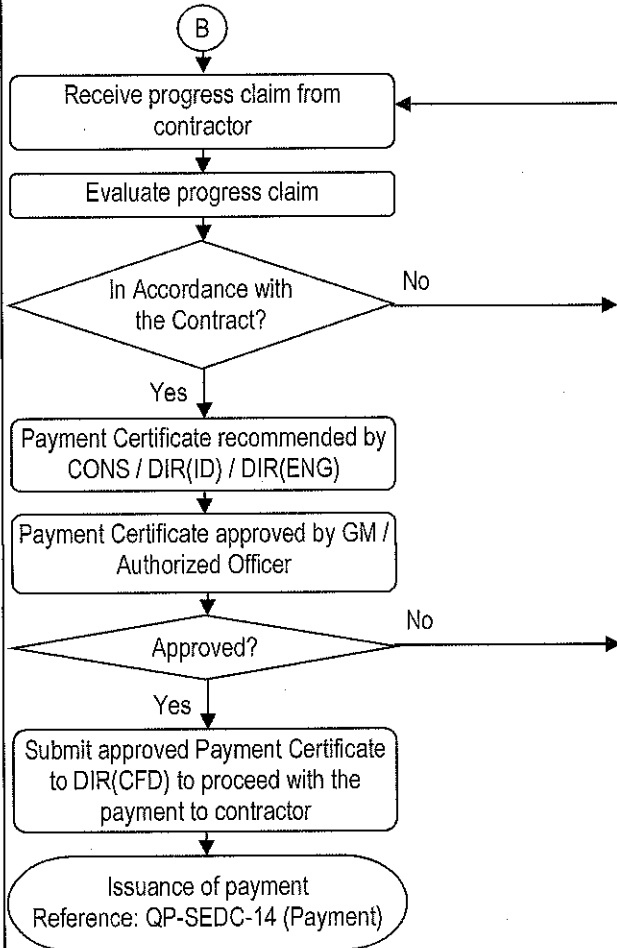 B
Receive progress claim from
contractor
Evaluate progress claim
In Accordance with
the Contract?
No
Yes
Payment Certificate recommended by
CONS / DIR(ID) / DIR(ENG)
Payment Certificate approved by GM /
Authorized Officer
Approved?
No
Yes
Submit approved Payment Certificate
to DIR(CFD) to proceed with the
payment to contractor
Issuance of payment
Reference: QP-SEDC-14 (Payment)